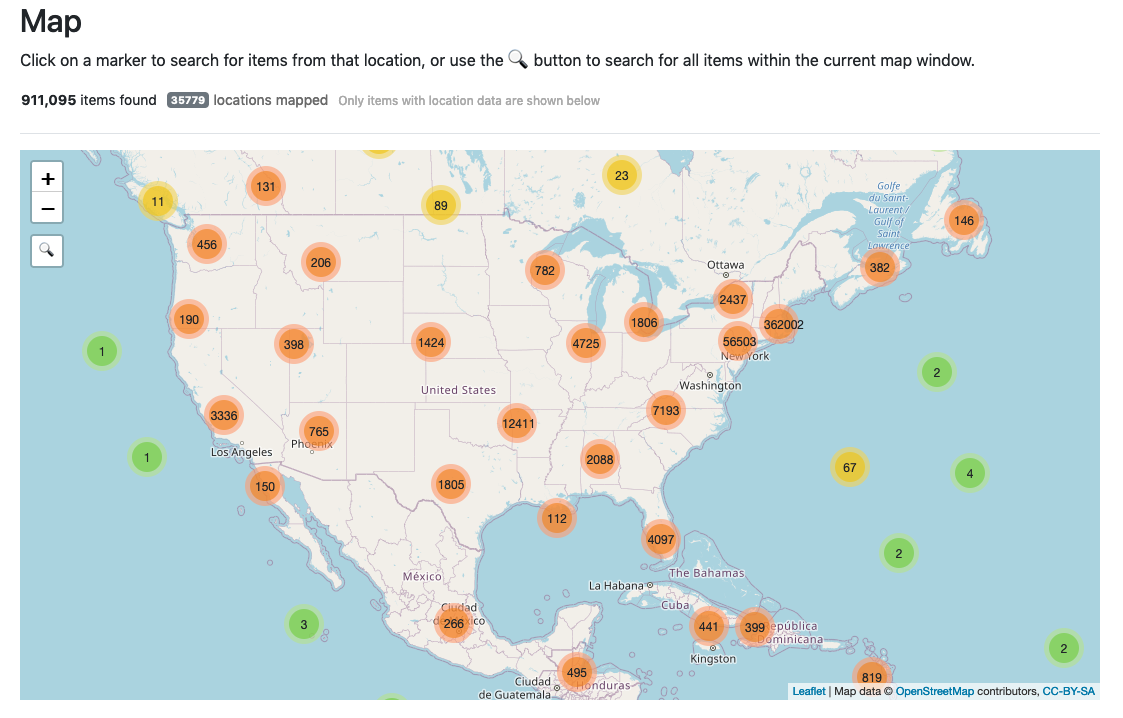 Map
Click on a marker to search for items from that location, or use the button to search for all items within the current map window.
911,095 items found 35779 locations mapped Only items with location data are shown below
+
−
131
23
11
89
Golfe
du Saint-
Laurent /
Gulf of
Saint
Lawrence
146
456
206
782
Ottawa
382
2437
190
1806
362002
398
1424
4725
56503
New York
1
2
Washington
United States
3336
765
Phoenix
12411
7193
Los Angeles
1
2088
67
4
150
1805
112
4097
2
México
La Habana
The Bahamas
Cuba
Ciudad
266
3
441
399
epública
Dominicana
Kingston
2
495
819
Ciudad
de Guatemala
Honduras
Leaflet | Map data © OpenStreetMap contributors, CC-BY-SA